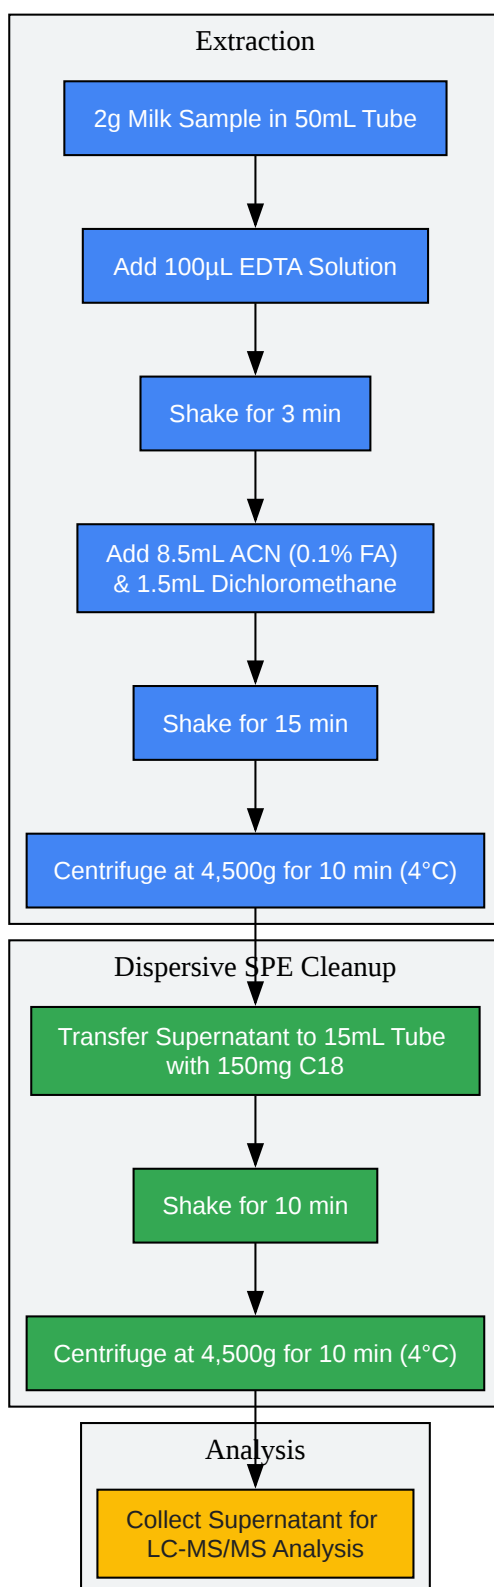 Extraction
2g Milk Sample in 50mL Tube
Add 100µL EDTA Solution
Shake for 3 min
Add 8.5mL ACN (0.1% FA)
& 1.5mL Dichloromethane
Shake for 15 min
Centrifuge at 4,500g for 10 min (4°C)
Dispersive SPE Cleanup
Transfer Supernatant to 15mL Tube
with 150mg C18
Shake for 10 min
Centrifuge at 4,500g for 10 min (4°C)
Analysis
Collect Supernatant for
LC-MS/MS Analysis